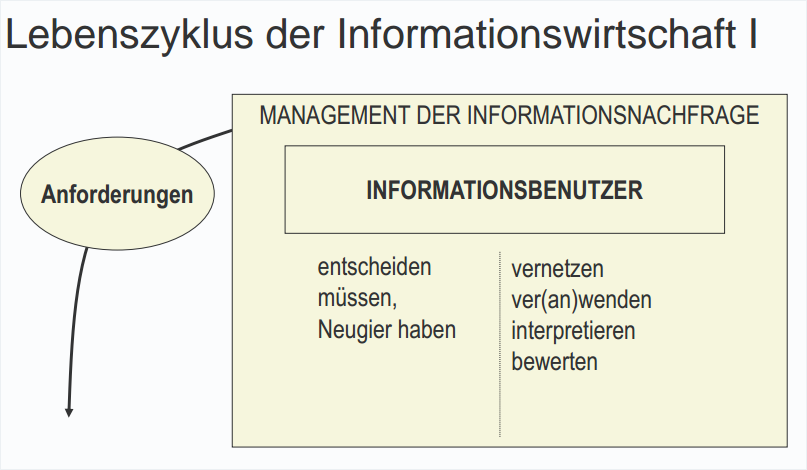 Lebenszyklus der Informationswirtschaft I
MANAGEMENT DER INFORMATIONSNACHFRAGE
Anforderungen
INFORMATIONSBENUTZER
entscheiden
müssen,
Neugier haben
vernetzen
ver(an)wenden
interpretieren
bewerten